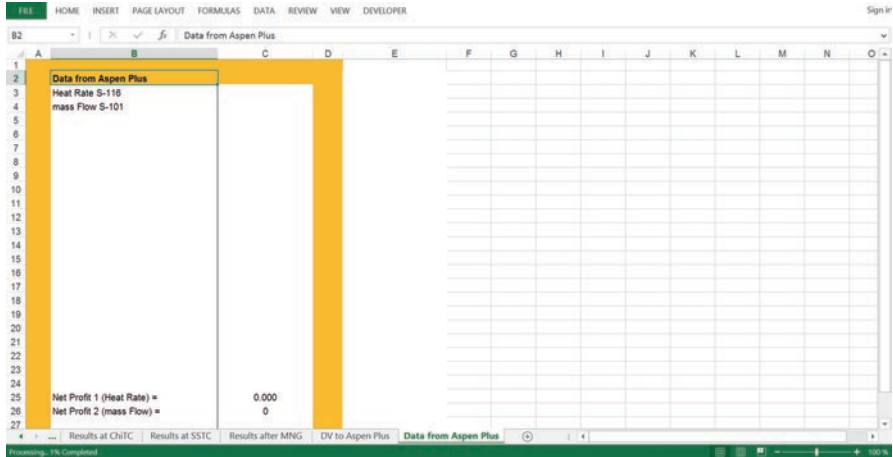 FILE HOME INSERT PAGE LAYOUT FORMULAS DATA REVIEW VIEW DEVELOPER Sign in
B2 fx Data from Aspen Plus
A B C D E F G H I J K L M N O
1
2 Data from Aspen Plus
3 Heat Rate S-116
4 mass Flow S-101
5
6
7
8
9
10
11
12
13
14
15
16
17
18
19
20
21
22
23
24
25 Net Profit 1 (Heat Rate) = 0.000
26 Net Profit 2 (mass Flow) = 0
27
... Results at ChiTC Results at SSTC Results after MNG DV to Aspen Plus Data from Aspen Plus
Processing.. 1% Completed 100 %